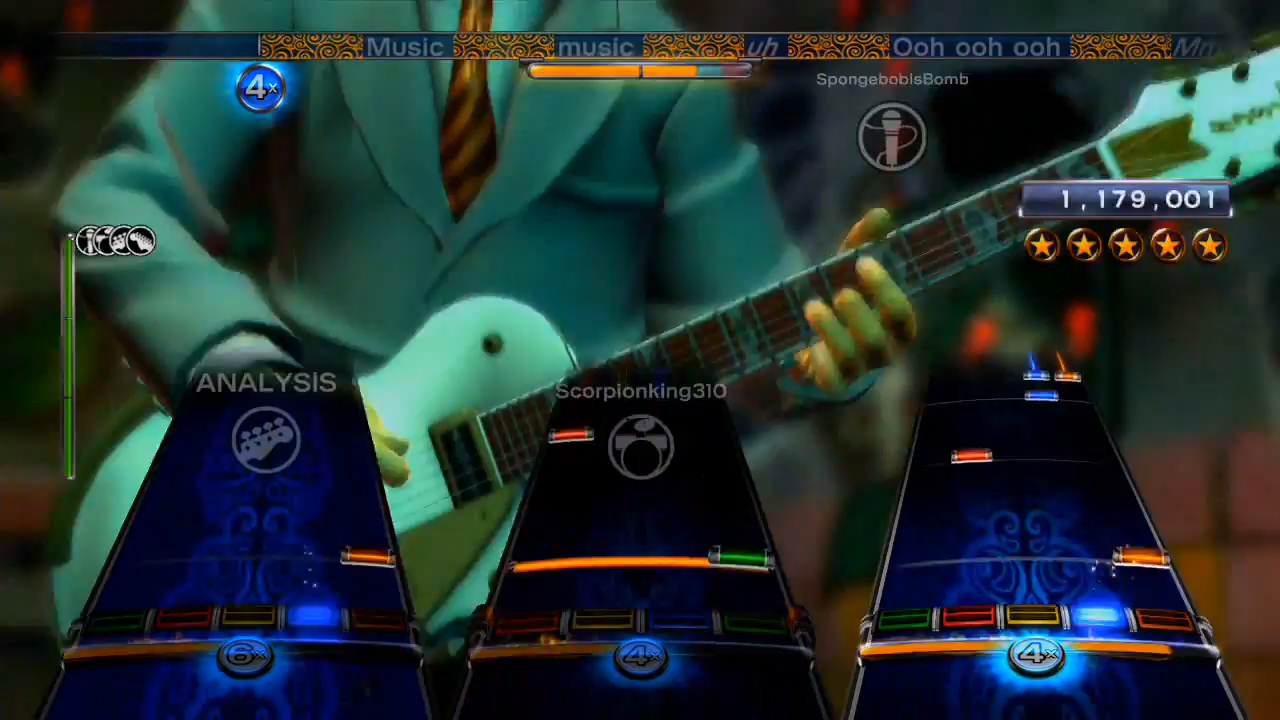 Music music uh Ooh ooh ooh
4x
SpongebobIsBomb
1,179,001
ANALYSIS
Scorpionking310
6x
4x
4x